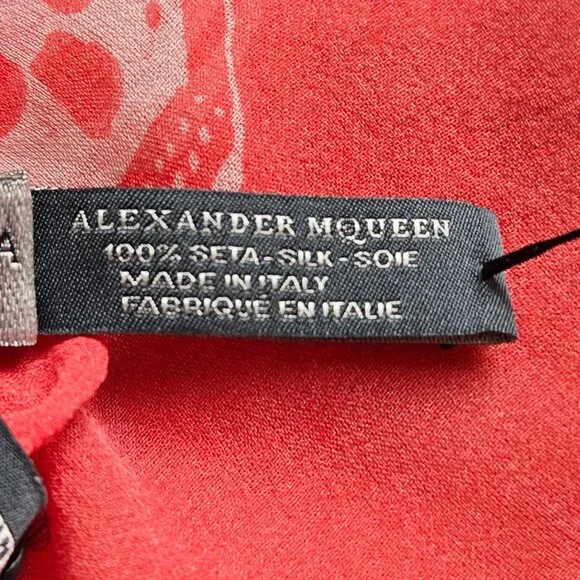 ALEXANDER MQUEEN
100% SETA-SILK-SOIE
MADE IN ITALY
FABRIQUÉ EN ITALIE
A